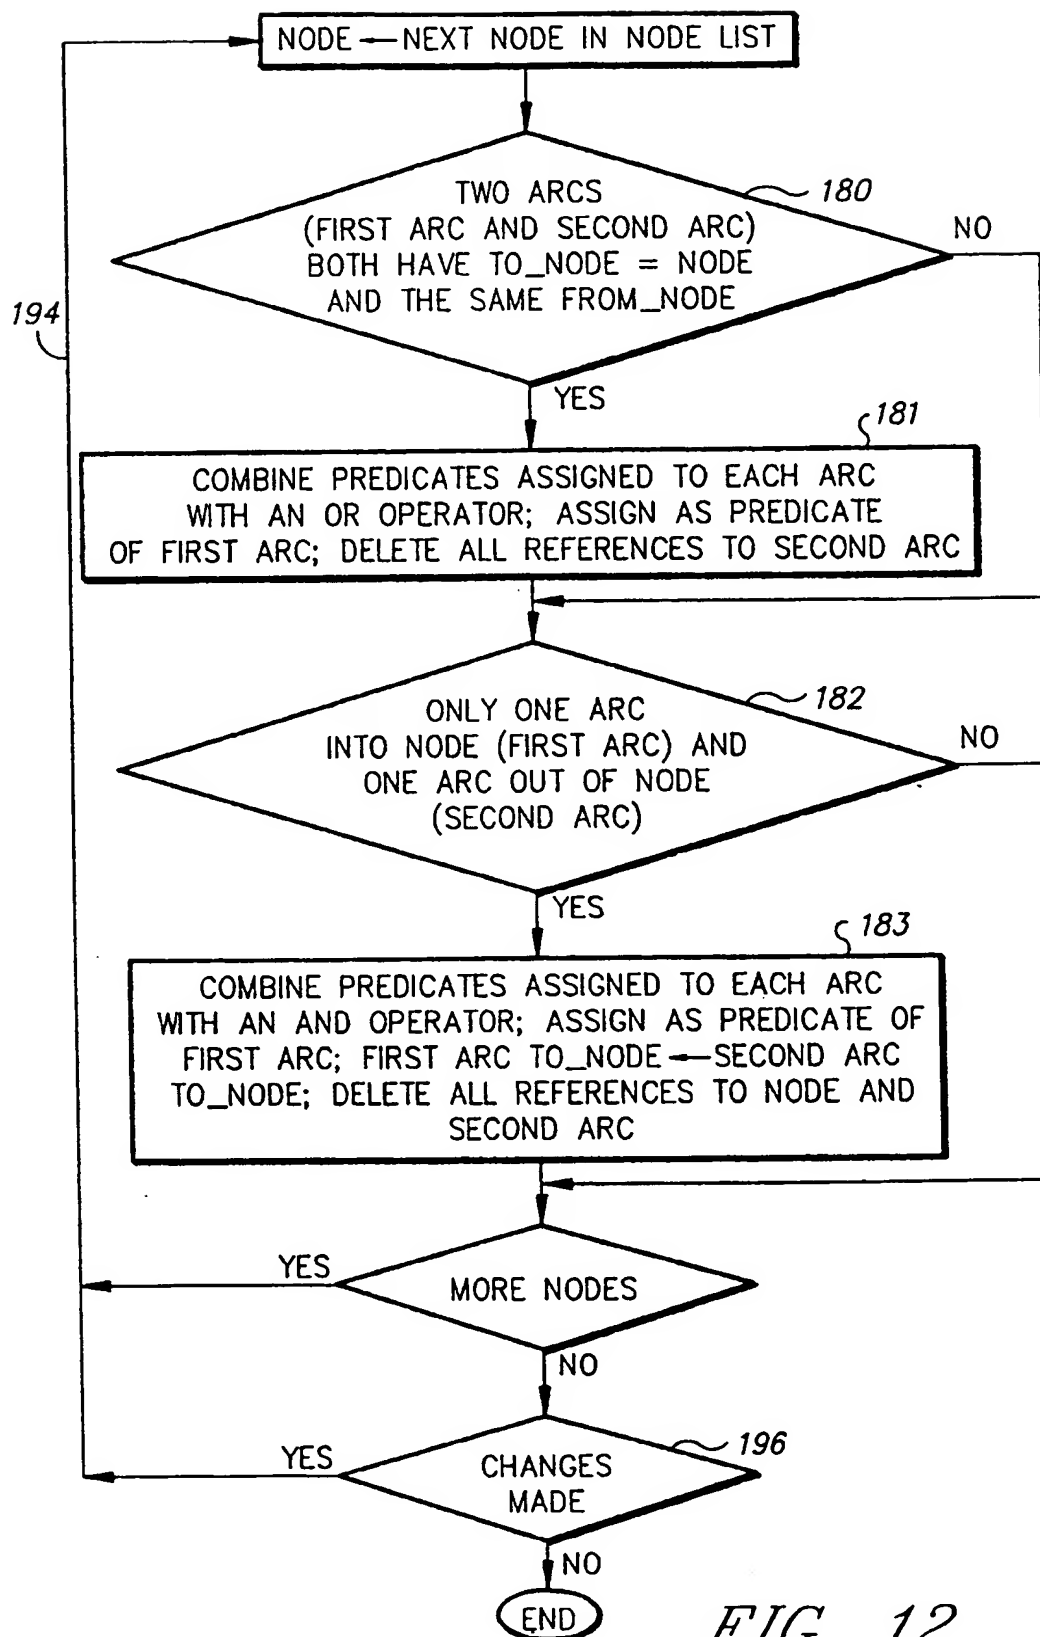 NODE←NEXT NODE IN NODE LIST
TWO ARCS
(FIRST ARC AND SECOND ARC)
BOTH HAVE TO_NODE = NODE
AND THE SAME FROM_NODE
180
NO
194
YES
181
COMBINE PREDICATES ASSIGNED TO EACH ARC
WITH AN OR OPERATOR; ASSIGN AS PREDICATE
OF FIRST ARC; DELETE ALL REFERENCES TO SECOND ARC
182
ONLY ONE ARC
INTO NODE (FIRST ARC) AND
ONE ARC OUT OF NODE
(SECOND ARC)
NO
YES
183
COMBINE PREDICATES ASSIGNED TO EACH ARC
WITH AN AND OPERATOR; ASSIGN AS PREDICATE OF
FIRST ARC; FIRST ARC TO_NODE←SECOND ARC
TO_NODE; DELETE ALL REFERENCES TO NODE AND
SECOND ARC
YES
MORE NODES
NO
YES
196
CHANGES
MADE
NO
END
FIG. 12